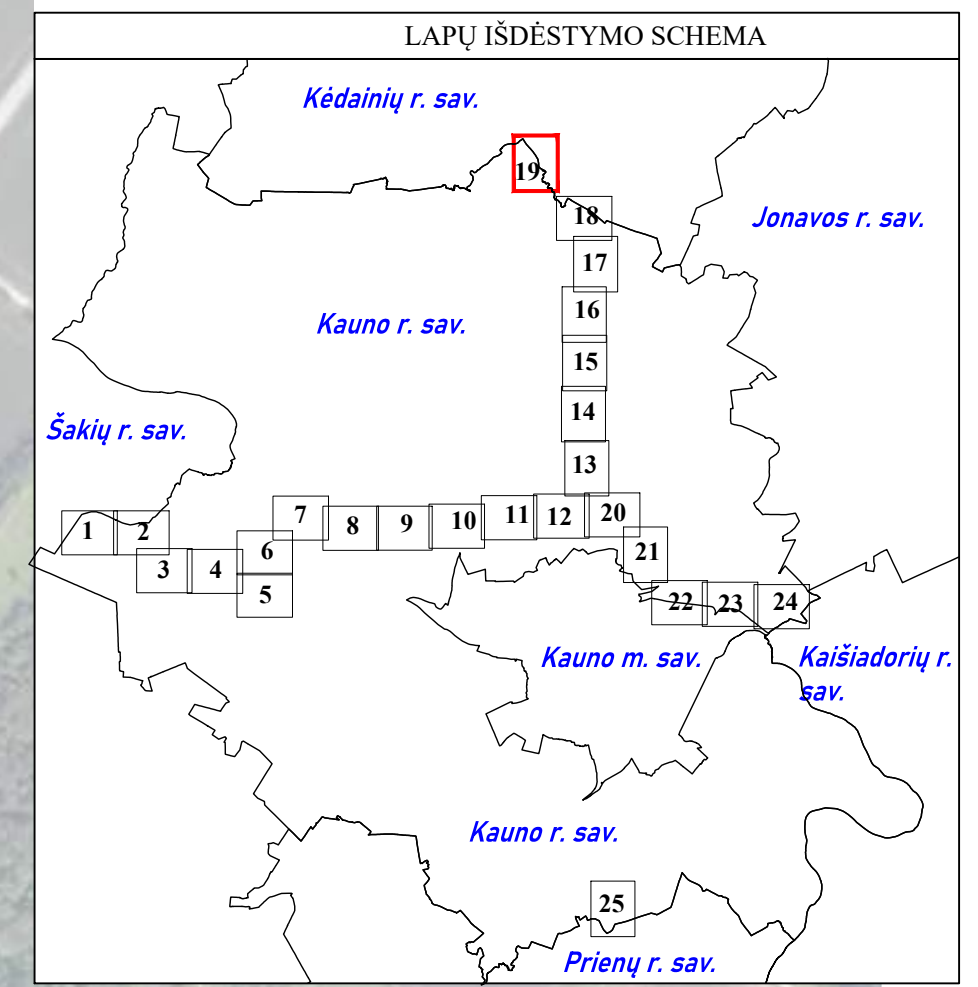 LAPŲ IŠDĖSTYMO SCHEMA
Kėdainių r. sav.
19
18
Jonavos r. sav.
17
16
Kauno r. sav.
15
14
Šakių r. sav.
13
7
11
12
20
10
8
9
1
2
6
21
3
4
5
22
23
24
Kauno m. sav.
Kaišiadorių r.
sav.
Kauno r. sav.
25
Prienų r. sav.